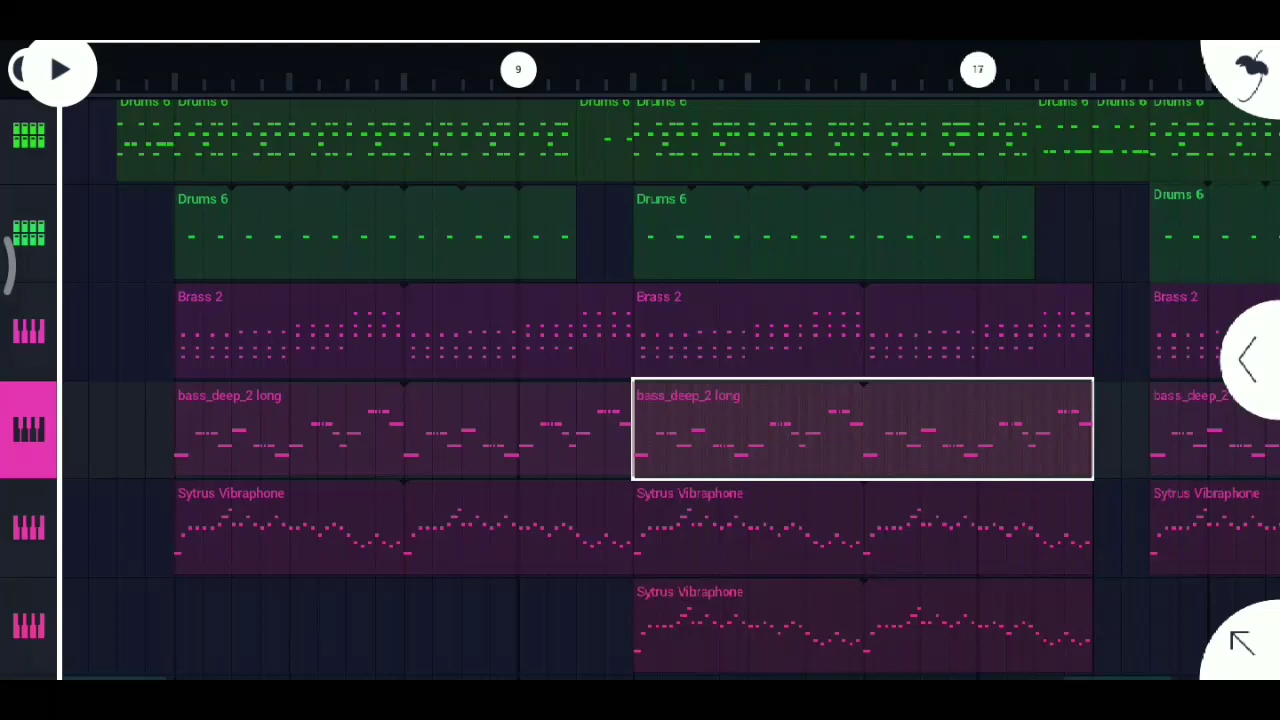 9 17
Drums 6 Drums 6 Drums 6 Drums 6 Drums 6 Drums 6 Drums 6
Drums 6 Drums 6 Drums 6
Brass 2 Brass 2 Brass 2
bass_deep_2 long bass_deep_2 long bass_deep_2
Sytrus Vibraphone Sytrus Vibraphone Sytrus Vibraphone
Sytrus Vibraphone